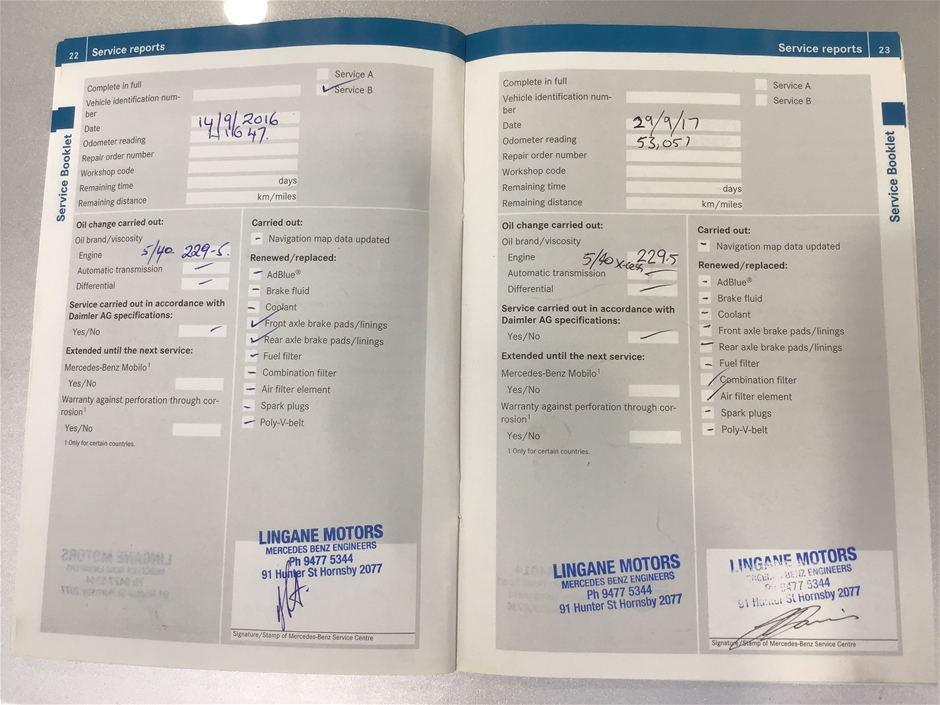 22 Service reports
Complete in full
Service A
Service B
Vehicle identification num-
ber
Date 14/9/2016
Odometer reading
Repair order number
Workshop code
Remaining time days
Remaining distance km/miles
Service Booklet
Oil change carried out:
Oil brand/viscosity
Engine 5/40. 229-5.
Automatic transmission
Differential
Service carried out in accordance with
Daimler AG specifications:
Yes/No
Extended until the next service:
Mercedes-Benz Mobilo¹
Yes/No
Warranty against perforation through cor-
rosion¹
Yes/No
1 Only for certain countries.
Carried out:
Navigation map data updated
Renewed/replaced:
AdBlue®
Brake fluid
Coolant
Front axle brake pads/linings
Rear axle brake pads/linings
Fuel filter
Combination filter
Air filter element
Spark plugs
Poly-V-belt
LINGANE MOTORS
MERCEDES BENZ ENGINEERS
Ph 9477 5344
91 Hunter St Hornsby 2077
Signature/Stamp of Mercedes-Benz Service Centre
Service reports 23
Complete in full
Service A
Service B
Vehicle identification num-
ber
Date 29/9/17
Odometer reading 53,051
Repair order number
Workshop code
Remaining time days
Remaining distance km/miles
Service Booklet
Oil change carried out:
Oil brand/viscosity
Engine 5/40 x-cess 229.5
Automatic transmission
Differential
Service carried out in accordance with
Daimler AG specifications:
Yes/No
Extended until the next service:
Mercedes-Benz Mobilo¹
Yes/No
Warranty against perforation through cor-
rosion¹
Yes/No
1 Only for certain countries.
Carried out:
Navigation map data updated
Renewed/replaced:
AdBlue®
Brake fluid
Coolant
Front axle brake pads/linings
Rear axle brake pads/linings
Fuel filter
Combination filter
Air filter element
Spark plugs
Poly-V-belt
LINGANE MOTORS
MERCEDES BENZ ENGINEERS
Ph 9477 5344
91 Hunter St Hornsby 2077
LINGANE MOTORS
BENZ ENGINEERS
9477 5344
91 Hunter St Hornsby 2077
Signature/Stamp of Mercedes-Benz Service Centre